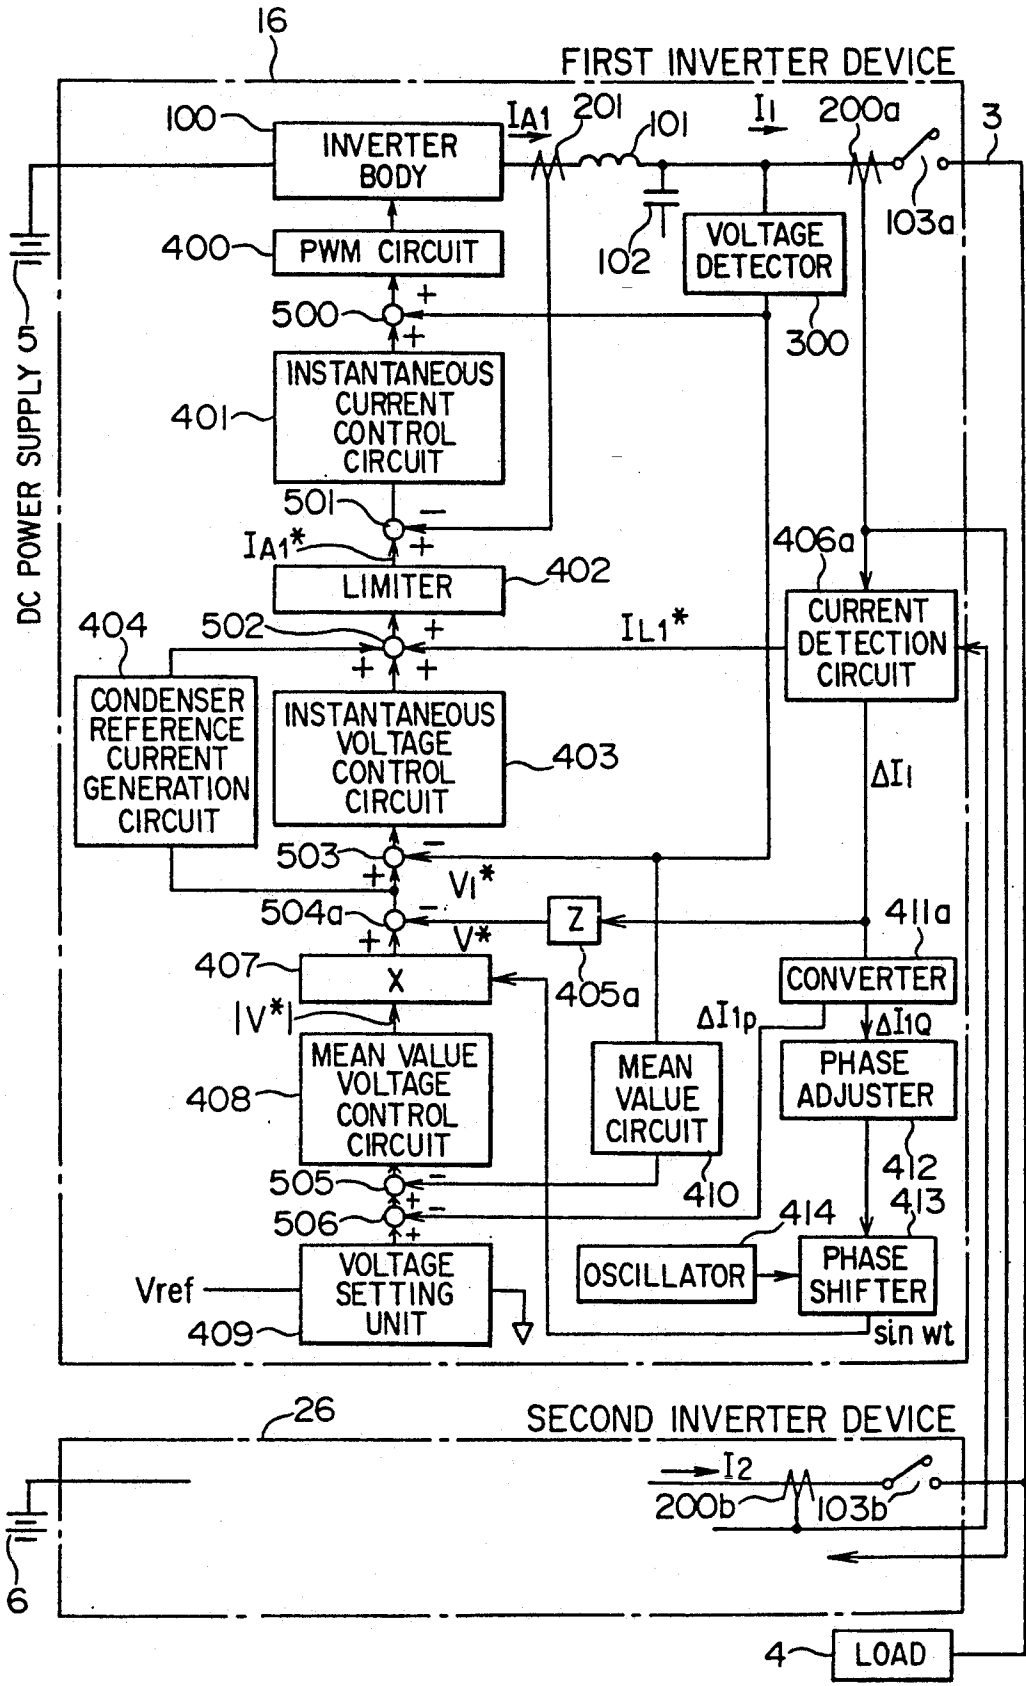 16
FIRST INVERTER DEVICE
100
INVERTER
BODY
IA1
201
101
I1
200a
3
103a
102
400
PWM CIRCUIT
VOLTAGE
DETECTOR
300
+
500
+
DC POWER SUPPLY 5
401
INSTANTANEOUS
CURRENT
CONTROL
CIRCUIT
501
−
+
IA1*
LIMITER
402
406a
CURRENT
DETECTION
CIRCUIT
404
502
+
IL1*
+
+
CONDENSER
REFERENCE
CURRENT
GENERATION
CIRCUIT
INSTANTANEOUS
VOLTAGE
CONTROL
CIRCUIT
403
ΔI1
503
−
+
V1*
504a
−
+
V*
Z
405a
411a
CONVERTER
407
X
|V*|
ΔI1P
ΔI1Q
408
MEAN VALUE
VOLTAGE
CONTROL
CIRCUIT
MEAN
VALUE
CIRCUIT
410
PHASE
ADJUSTER
412
505
−
+
506
−
+
414
413
OSCILLATOR
PHASE
SHIFTER
Vref
VOLTAGE
SETTING
UNIT
409
sin wt
26
SECOND INVERTER DEVICE
I2
200b
103b
6
4
LOAD